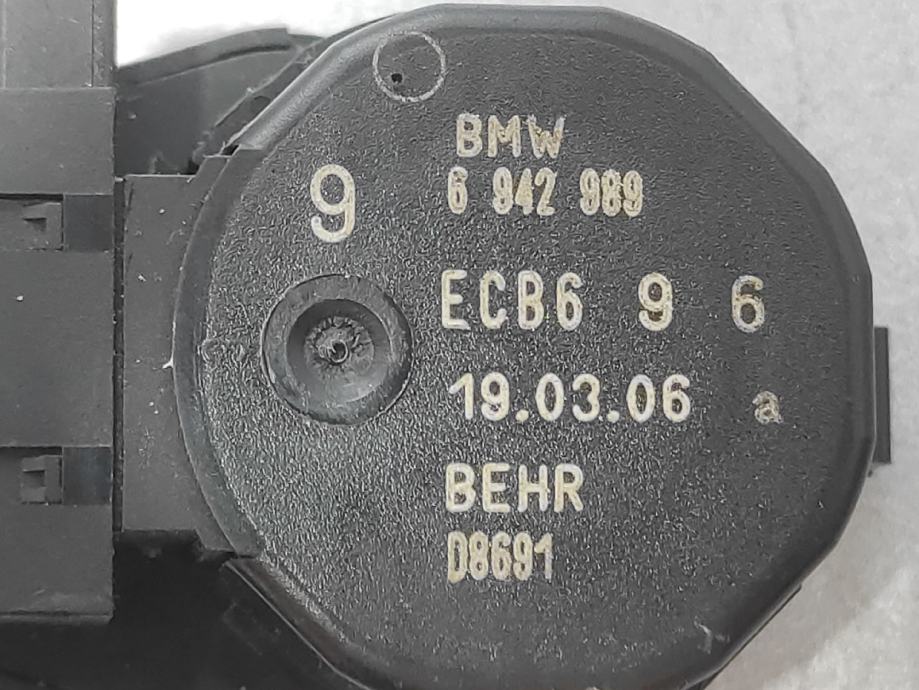 BMW
9
6 942 989
ECB6 9 6
19.03.06 a
BEHR
D8691